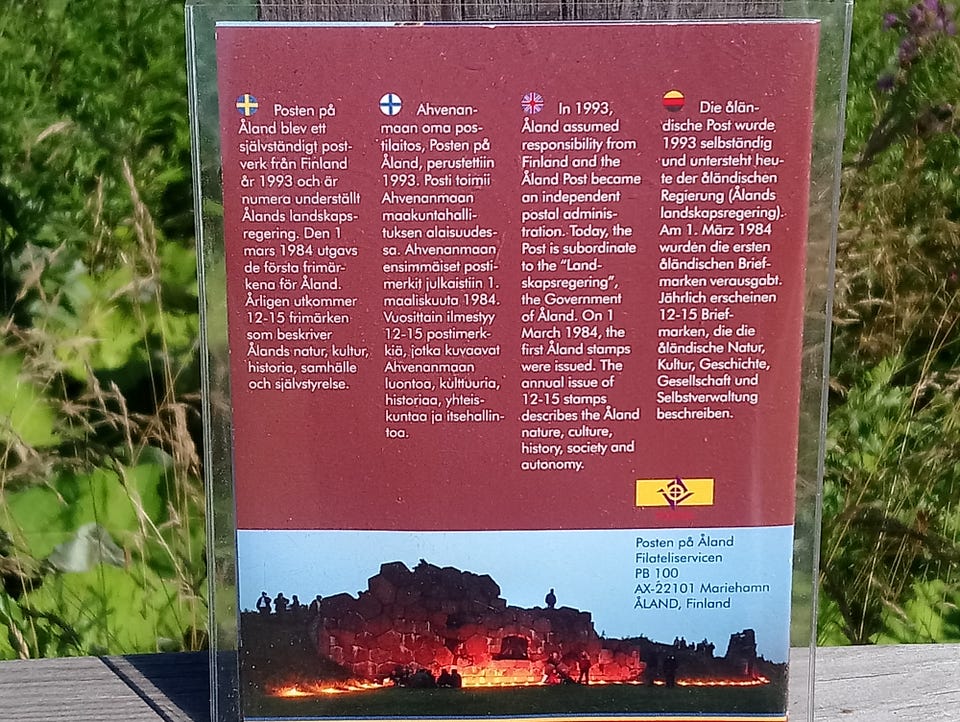 Posten på
Åland blev ett
självständigt post-
verk från Finland
år 1993 och är
numera underställt
Ålands landskaps-
regering. Den 1
mars 1984 utgavs
de första frimär-
kena för Åland.
Årligen utkommer
12-15 frimärken
som beskriver
Ålands natur, kultur,
historia, samhälle
och självstyrelse.
Ahvenan-
maan oma pos-
tilaitos, Posten på
Åland, perustettiin
1993. Posti toimii
Ahvenanmaan
maakuntahalli-
tuksen alaisuudes-
sa. Ahvenanmaan
ensimmäiset posti-
merkit julkaistiin 1.
maaliskuuta 1984.
Vuosittain ilmestyy
12-15 postimerk-
kiä, jotka kuvaavat
Ahvenanmaan
luontoa, kulttuuria,
historiaa, yhteis-
kuntaa ja itsehallin-
toa.
In 1993,
Åland assumed
responsibility from
Finland and the
Åland Post became
an independent
postal adminis-
tration. Today, the
Post is subordinate
to the “Land-
skapsregering”,
the Government
of Åland. On 1
March 1984, the
first Åland stamps
were issued. The
annual issue of
12-15 stamps
describes the Åland
nature, culture,
history, society and
autonomy.
Die ålän-
dische Post wurde
1993 selbständig
und untersteht heu-
te der åländischen
Regierung (Ålands
landskapsregering).
Am 1. März 1984
wurden die ersten
åländischen Brief-
marken verausgabt.
Jährlich erscheinen
12-15 Brief-
marken, die die
åländische Natur,
Kultur, Geschichte,
Gesellschaft und
Selbstverwaltung
beschreiben.
Posten på Åland
Filateliservicen
PB 100
AX-22101 Mariehamn
ÅLAND, Finland